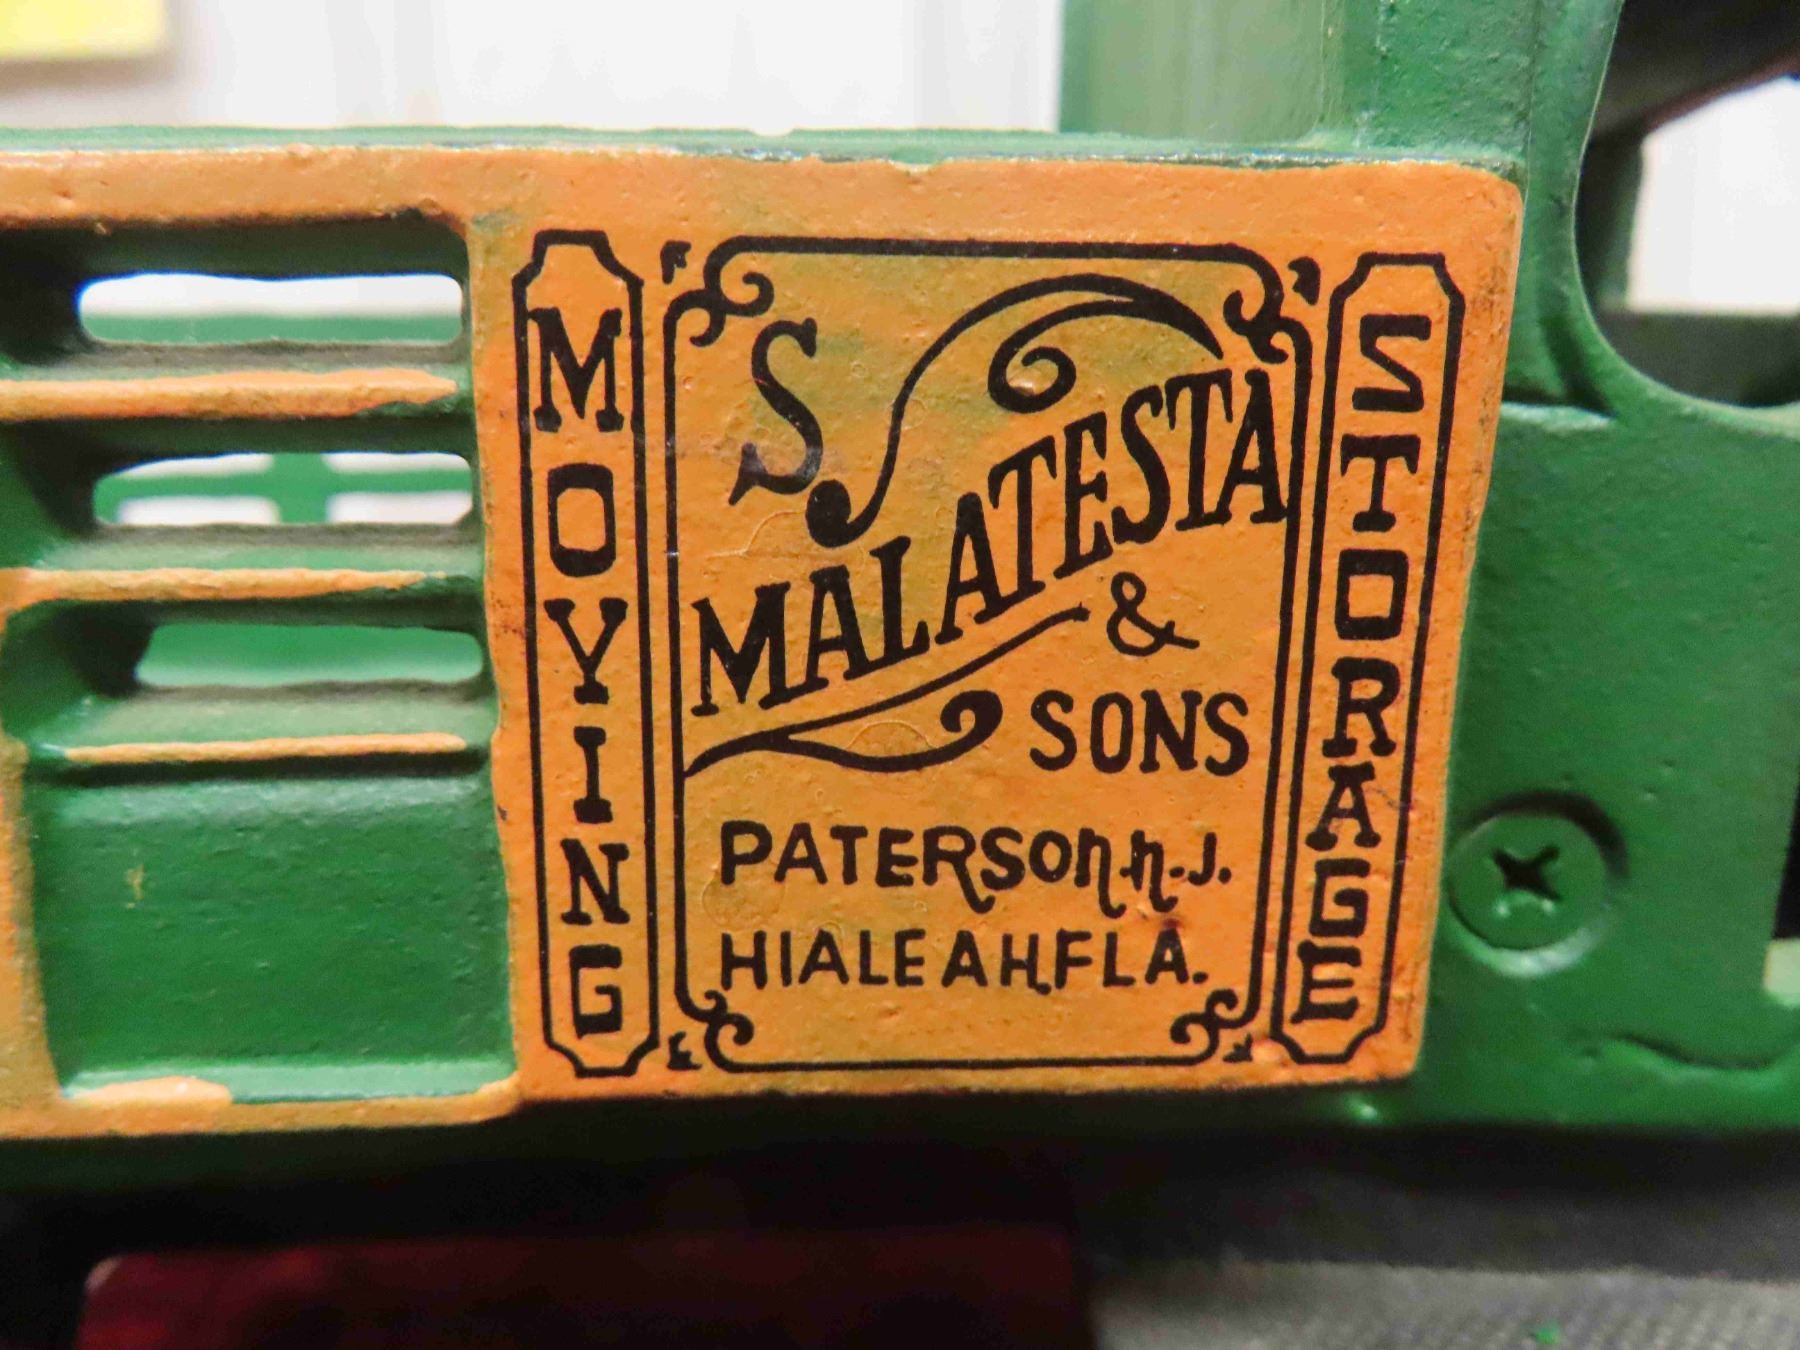 MOVING
S. MALATESTA
&
SONS
PATERSON n.J.
HIALEAH, FLA.
STORAGE